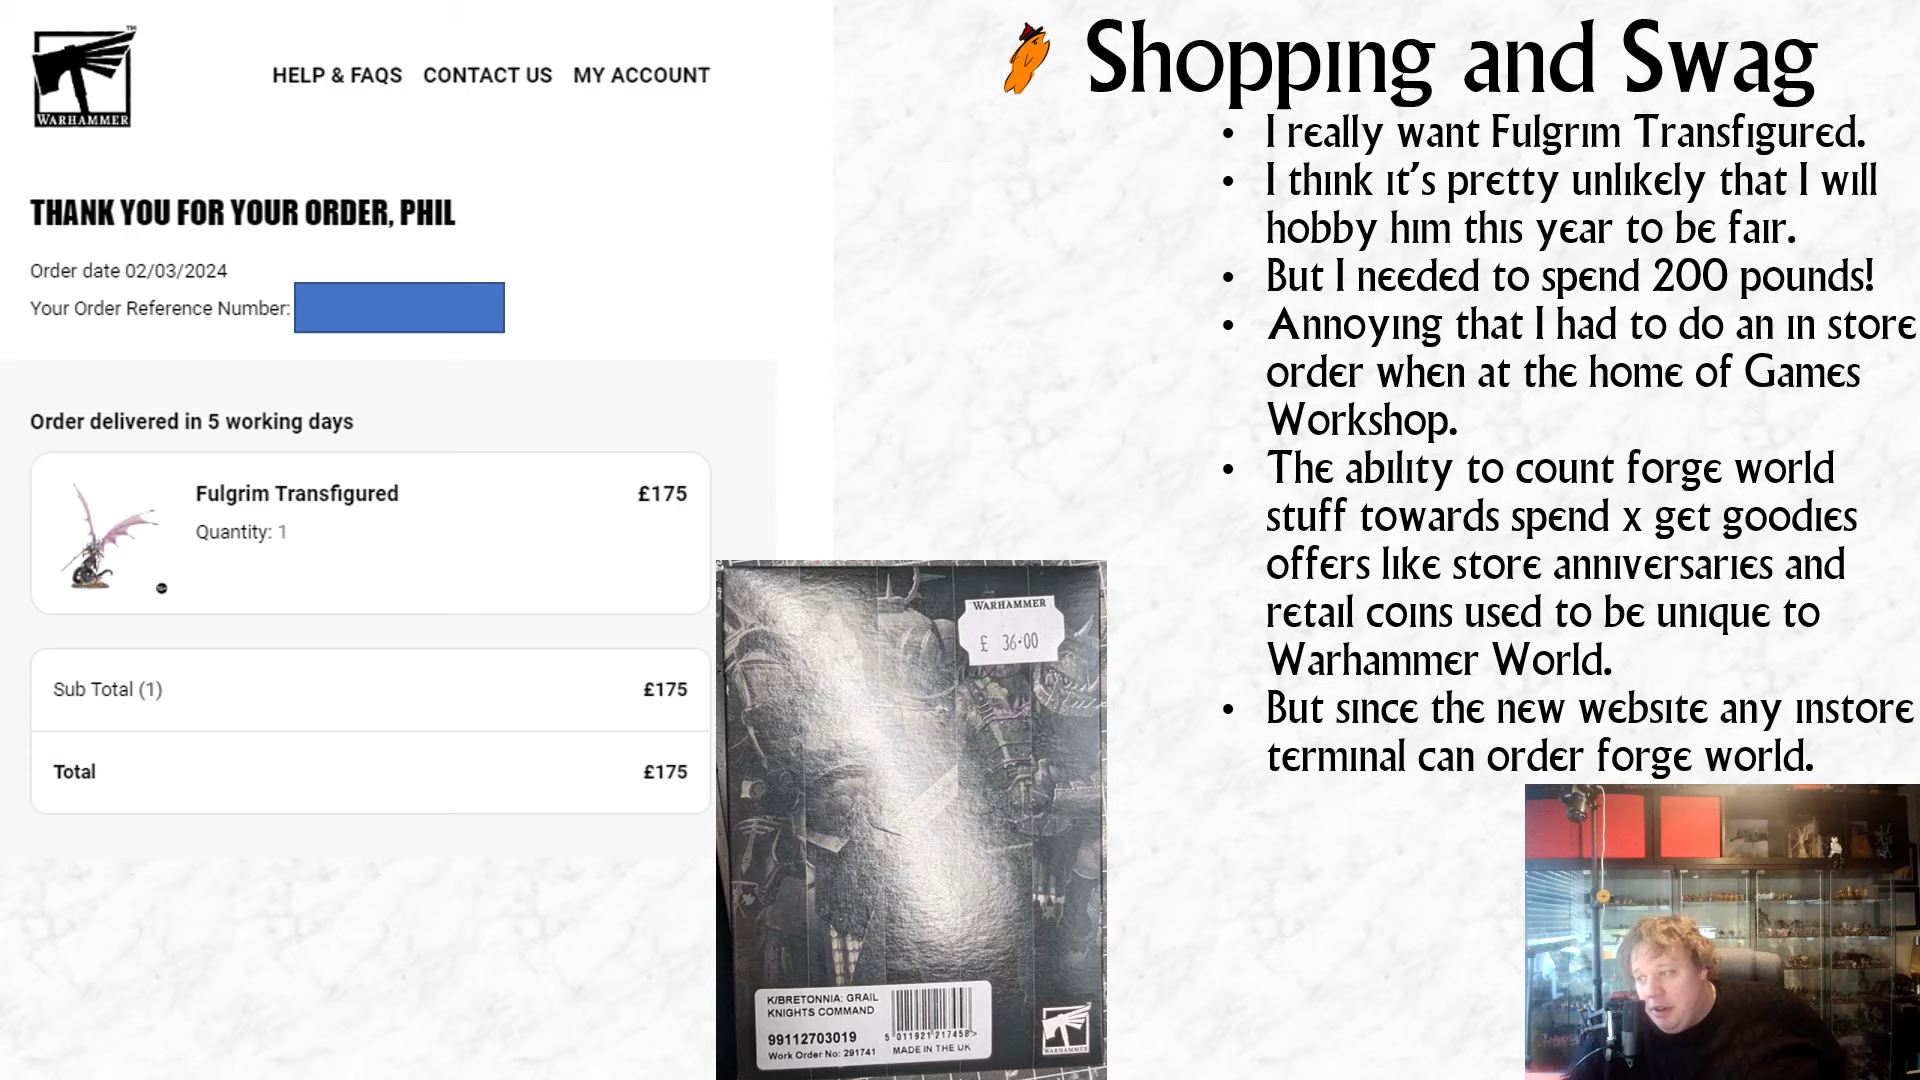 WARHAMMER
™
HELP & FAQS CONTACT US MY ACCOUNT
THANK YOU FOR YOUR ORDER, PHIL
Order date 02/03/2024
Your Order Reference Number:
Order delivered in 5 working days
Fulgrim Transfigured £175
Quantity: 1
Sub Total (1) £175
Total £175
WARHAMMER
£ 36·00
K/BRETONNIA: GRAIL
KNIGHTS COMMAND
99112703019
Work Order No: 291741
5 011921 217458>
MADE IN THE UK
WARHAMMER
Shopping and Swag
• I really want Fulgrim Transfigured.
• I think it’s pretty unlikely that I will
hobby him this year to be fair.
• But I needed to spend 200 pounds!
• Annoying that I had to do an in store
order when at the home of Games
Workshop.
• The ability to count forge world
stuff towards spend x get goodies
offers like store anniversaries and
retail coins used to be unique to
Warhammer World.
• But since the new website any instore
terminal can order forge world.